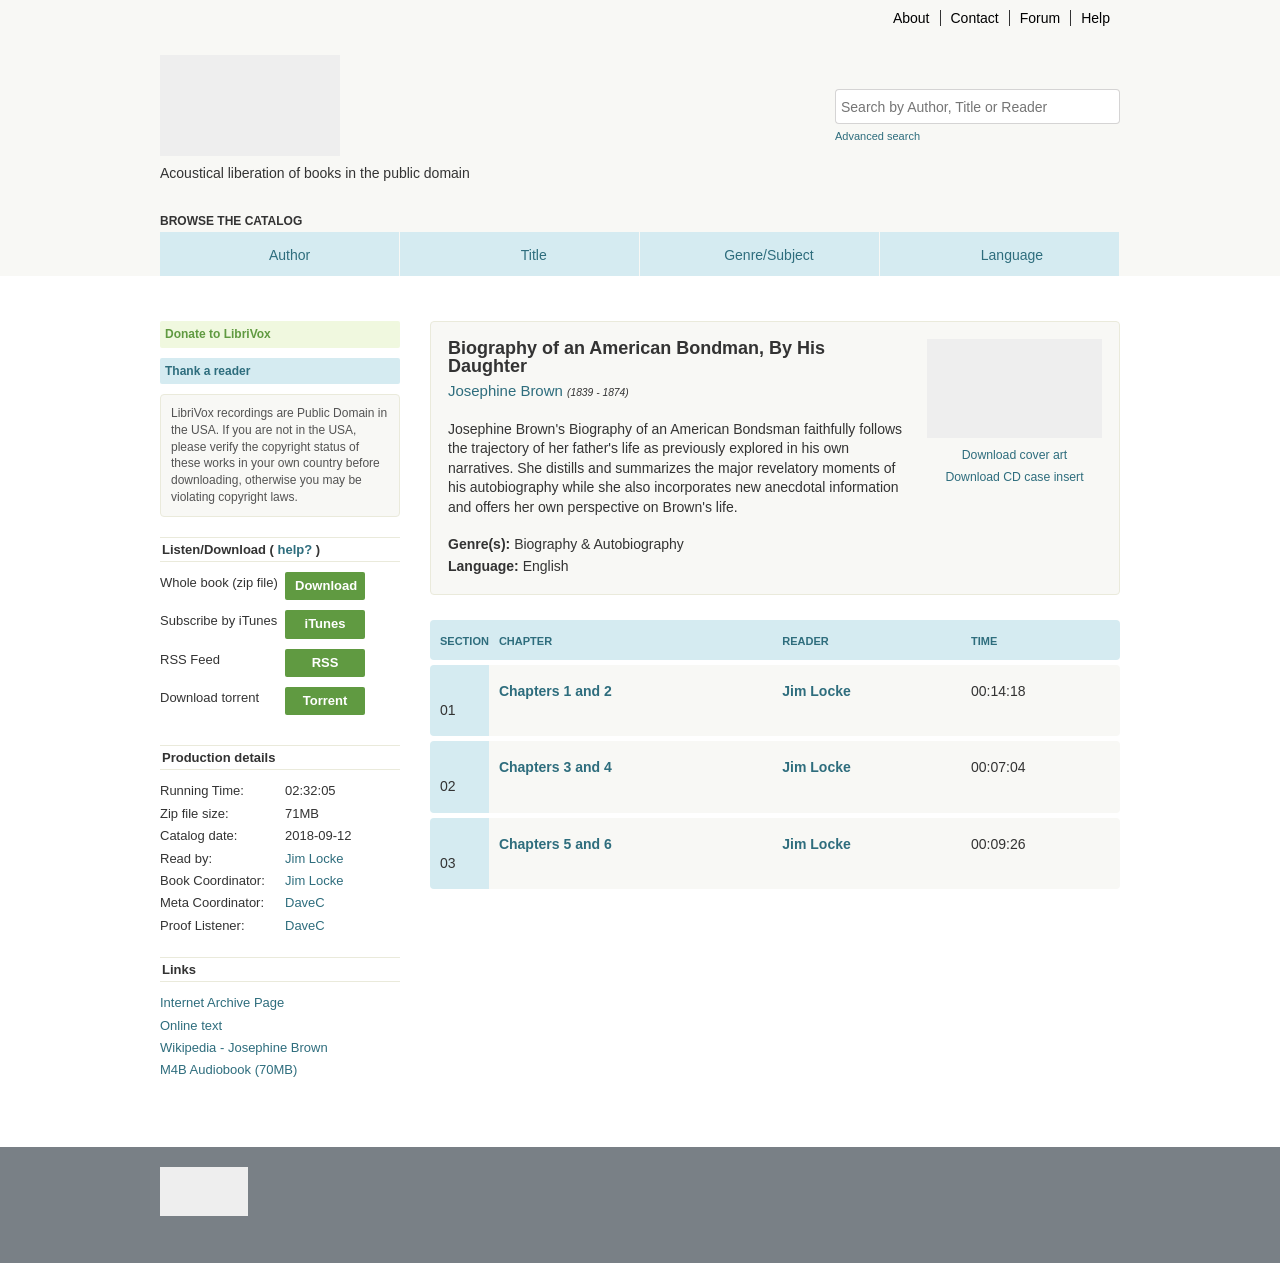 About
Contact
Forum
Help
Search by Author, Title or Reader
Advanced search
Acoustical liberation of books in the public domain
BROWSE THE CATALOG
Author
Title
Genre/Subject
Language
Donate to LibriVox
Thank a reader
LibriVox recordings are Public Domain in
the USA. If you are not in the USA,
please verify the copyright status of
these works in your own country before
downloading, otherwise you may be
violating copyright laws.
Listen/Download ( help? )
Whole book (zip file) Download
Subscribe by iTunes iTunes
RSS Feed RSS
Download torrent Torrent
Production details
Running Time: 02:32:05
Zip file size: 71MB
Catalog date: 2018-09-12
Read by: Jim Locke
Book Coordinator: Jim Locke
Meta Coordinator: DaveC
Proof Listener: DaveC
Links
Internet Archive Page
Online text
Wikipedia - Josephine Brown
M4B Audiobook (70MB)
Biography of an American Bondman, By His
Daughter
Josephine Brown (1839 - 1874)
Josephine Brown's Biography of an American Bondsman faithfully follows
the trajectory of her father's life as previously explored in his own
narratives. She distills and summarizes the major revelatory moments of
his autobiography while she also incorporates new anecdotal information
and offers her own perspective on Brown's life.
Genre(s): Biography & Autobiography
Language: English
Download cover art
Download CD case insert
SECTION CHAPTER READER TIME
01 Chapters 1 and 2 Jim Locke 00:14:18
02 Chapters 3 and 4 Jim Locke 00:07:04
03 Chapters 5 and 6 Jim Locke 00:09:26